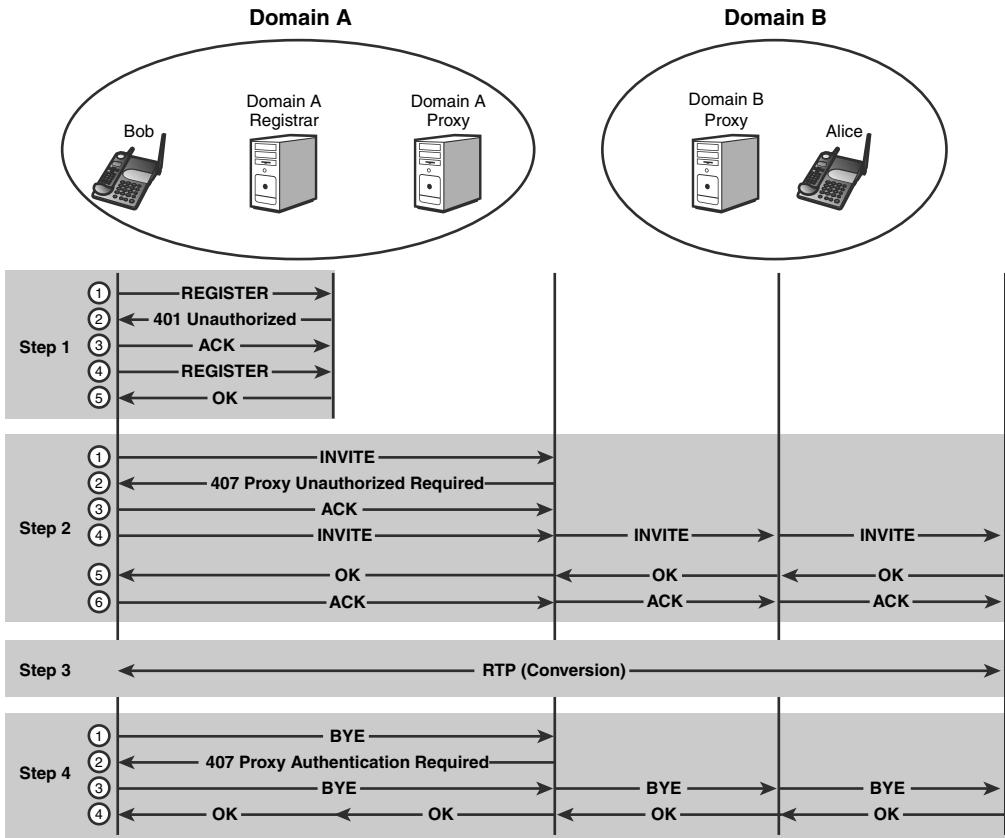 Domain A
Domain B
Bob
Domain A
Registrar
Domain A
Proxy
Domain B
Proxy
Alice
Step 1
1 REGISTER
2 401 Unauthorized
3 ACK
4 REGISTER
5 OK
Step 2
1 INVITE
2 407 Proxy Unauthorized Required
3 ACK
4 INVITE INVITE INVITE
5 OK OK OK
6 ACK ACK ACK
Step 3
RTP (Conversion)
Step 4
1 BYE
2 407 Proxy Authentication Required
3 BYE BYE BYE
4 OK OK OK OK